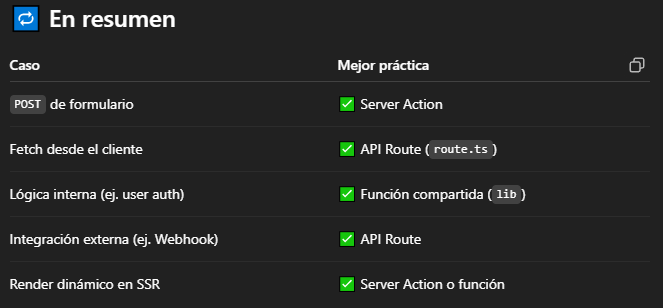 🔁 En resumen
Caso Mejor práctica
POST de formulario ✅ Server Action
Fetch desde el cliente ✅ API Route (route.ts)
Lógica interna (ej. user auth) ✅ Función compartida (lib)
Integración externa (ej. Webhook) ✅ API Route
Render dinámico en SSR ✅ Server Action o función